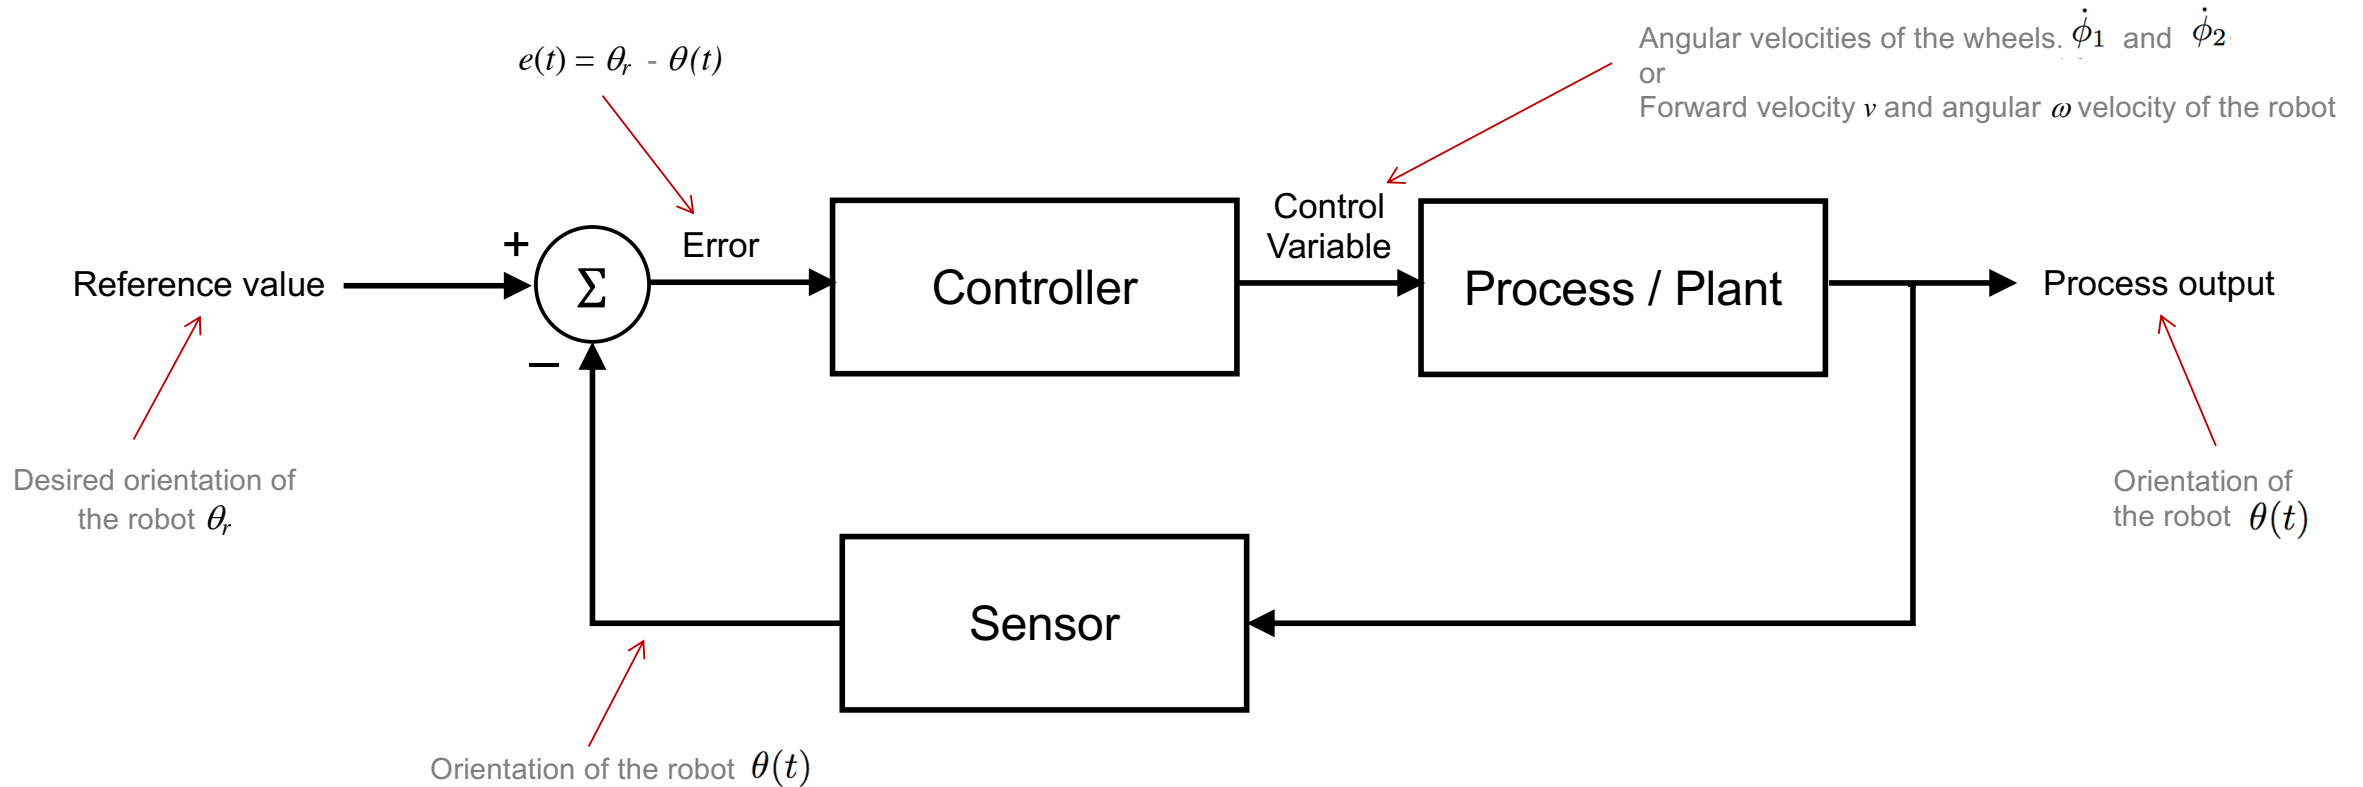 e(t) = θr - θ(t)
Angular velocities of the wheels. ϕ̇1 and ϕ̇2
or
Forward velocity v and angular ω velocity of the robot
Control
Variable
+
Error
Reference value
Σ
Controller
Process / Plant
Process output
–
Desired orientation of
the robot θr
Orientation of
the robot θ(t)
Sensor
Orientation of the robot θ(t)